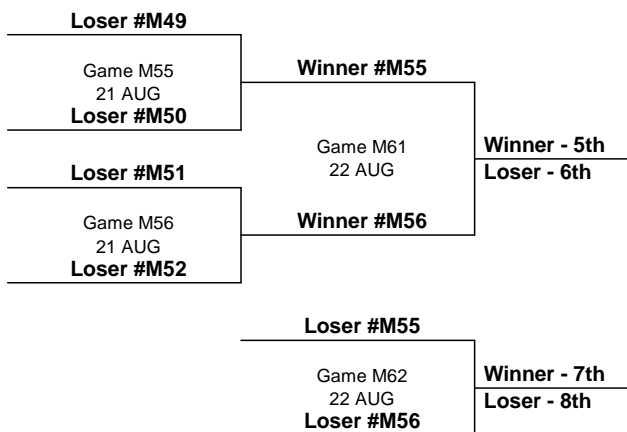 Loser #M49
Game M55
21 AUG
Loser #M50
Winner #M55
Game M61
22 AUG
Winner - 5th
Loser - 6th
Loser #M51
Game M56
21 AUG
Loser #M52
Winner #M56
Loser #M55
Game M62
22 AUG
Loser #M56
Winner - 7th
Loser - 8th